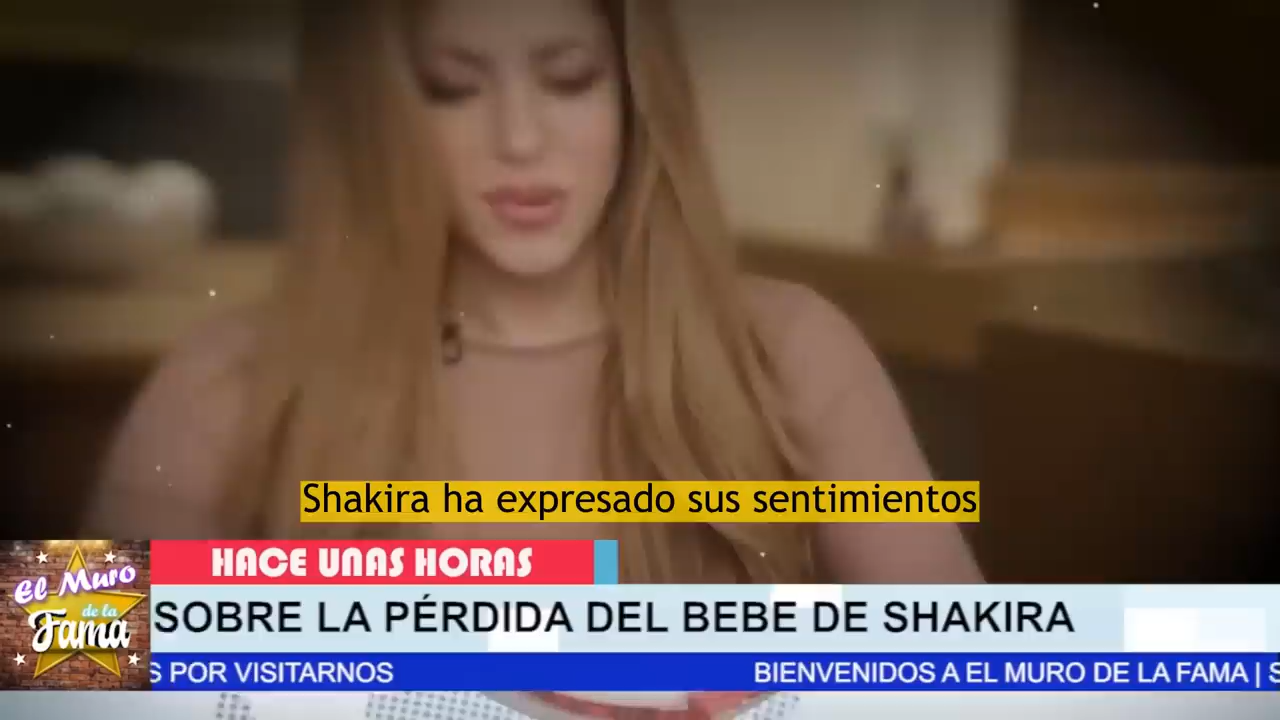 Shakira ha expresado sus sentimientos
HACE UNAS HORAS
El Muro
de la
Fama
SOBRE LA PÉRDIDA DEL BEBE DE SHAKIRA
S POR VISITARNOS
BIENVENIDOS A EL MURO DE LA FAMA | S